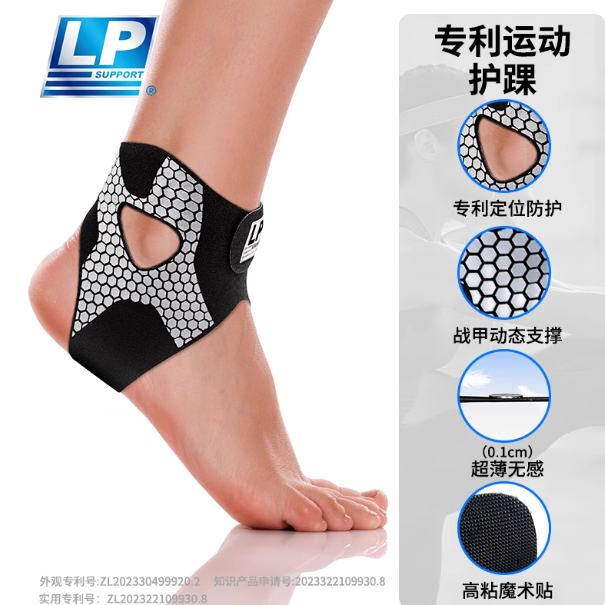 LP
SUPPORT
®
专利运动
护踝
专利定位防护
LP
战甲动态支撑
(0.1cm)
超薄无感
高粘魔术贴
外观专利号:ZL202330499920.2 知识产品申请号:2023322109930.8
实用专利号: ZL202322109930.8